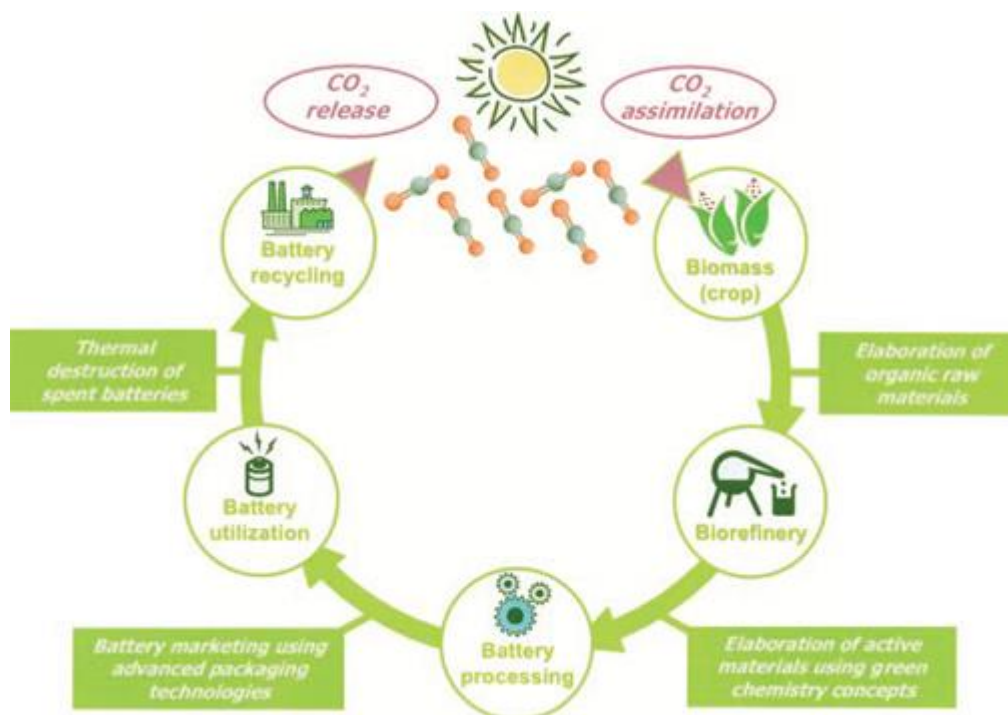 CO2
release
CO2
assimilation
Battery
recycling
Biomass
(crop)
Thermal
destruction of
spent batteries
Elaboration of
organic raw
materials
Battery
utilization
Biorefinery
Battery
processing
Battery marketing using
advanced packaging
technologies
Elaboration of active
materials using green
chemistry concepts